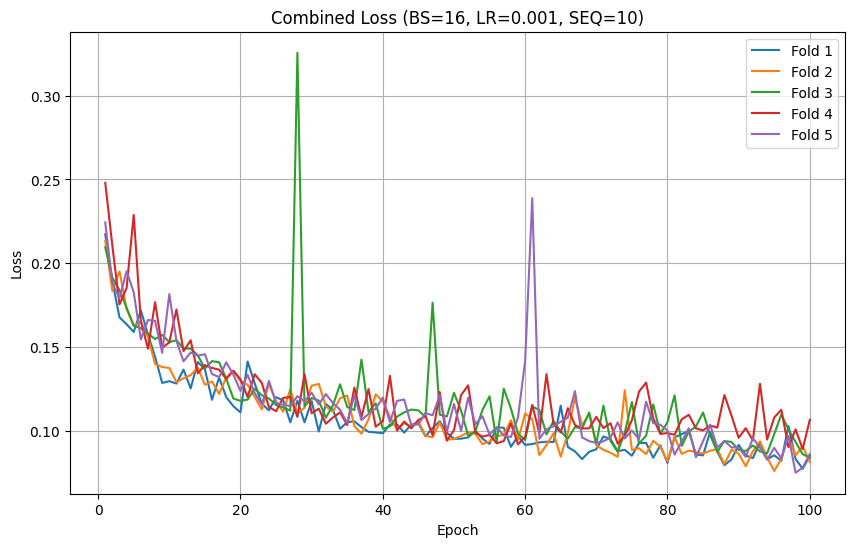 Combined Loss (BS=16, LR=0.001, SEQ=10)
Fold 1
Fold 2
Fold 3
Fold 4
Fold 5
Loss
0.30
0.25
0.20
0.15
0.10
0 20 40 60 80 100
Epoch